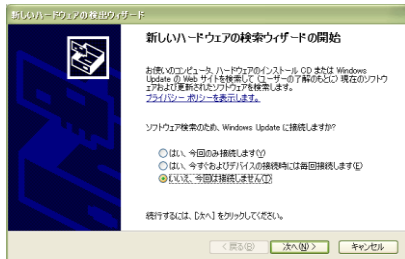 新しいハードウェアの検出ウィザード
新しいハードウェアの検索ウィザードの開始
お使いのコンピュータ、ハードウェアのインストール CD または Windows
Update の Web サイトを検索して (ユーザーの了解のもとに) 現在のソフトウ
ェアおよび更新されたソフトウェアを検索します。
プライバシー ポリシーを表示します。
ソフトウェア検索のため、Windows Update に接続しますか?
はい、今回のみ接続します(Y)
はい、今すぐおよびデバイスの接続時には毎回接続します(E)
いいえ、今回は接続しません(T)
続行するには、[次へ] をクリックしてください。
< 戻る(B)
次へ(N) >
キャンセル